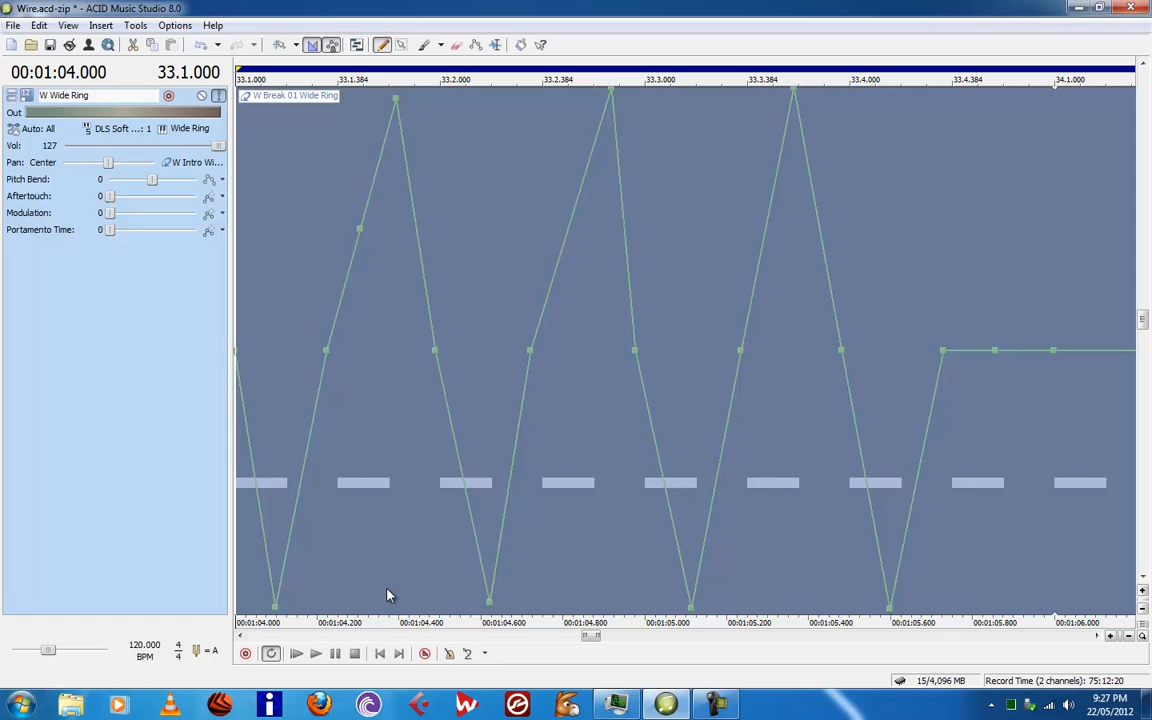 Wire.acd-zip * - ACID Music Studio 8.0
File Edit View Insert Tools Options Help
00:01:04.000 33.1.000
33.1.000 33.1.384 33.2.000 33.2.384 33.3.000 33.3.384 33.4.000 33.4.384 34.1.000
W Wide Ring
W Break 01 Wide Ring
Out
Auto: All DLS Soft ...: 1 Wide Ring
Vol: 127
Pan: Center W Intro Wi...
Pitch Bend: 0
Aftertouch: 0
Modulation: 0
Portamento Time: 0
00:01:04.000 00:01:04.200 00:01:04.400 00:01:04.600 00:01:04.800 00:01:05.000 00:01:05.200 00:01:05.400 00:01:05.600 00:01:05.800 00:01:06.000
120.000
BPM
4
4
= A
15/4,096 MB Record Time (2 channels): 75:12:20
9:27 PM
22/05/2012